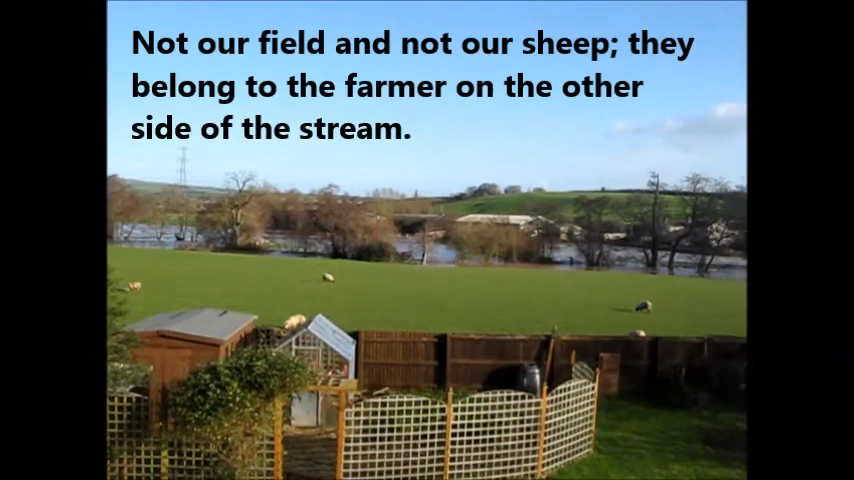 Not our field and not our sheep; they
belong to the farmer on the other
side of the stream.